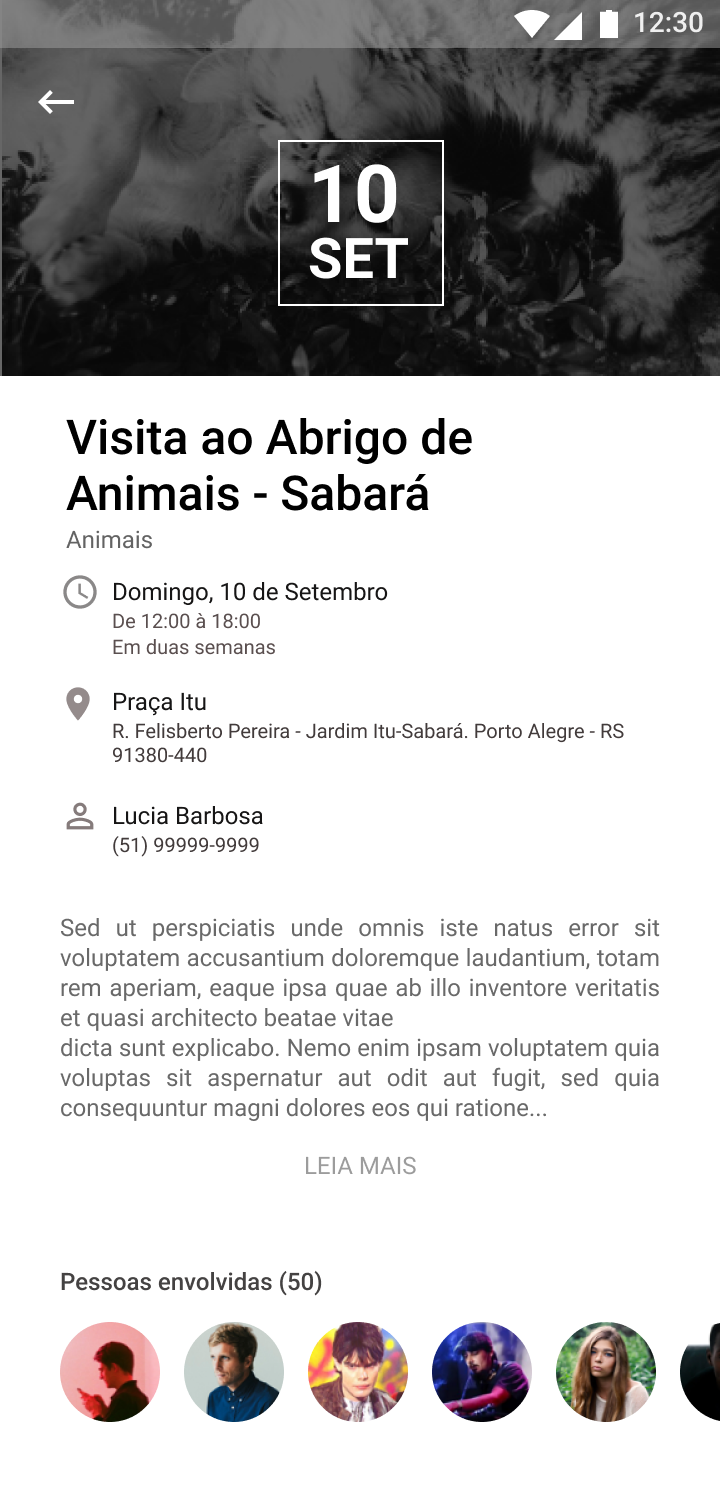 12:30
10
SET
Visita ao Abrigo de
Animais - Sabará
Animais
Domingo, 10 de Setembro
De 12:00 à 18:00
Em duas semanas
Praça Itu
R. Felisberto Pereira - Jardim Itu-Sabará. Porto Alegre - RS
91380-440
Lucia Barbosa
(51) 99999-9999
Sed ut perspiciatis unde omnis iste natus error sit
voluptatem accusantium doloremque laudantium, totam
rem aperiam, eaque ipsa quae ab illo inventore veritatis
et quasi architecto beatae vitae
dicta sunt explicabo. Nemo enim ipsam voluptatem quia
voluptas sit aspernatur aut odit aut fugit, sed quia
consequuntur magni dolores eos qui ratione...
LEIA MAIS
Pessoas envolvidas (50)